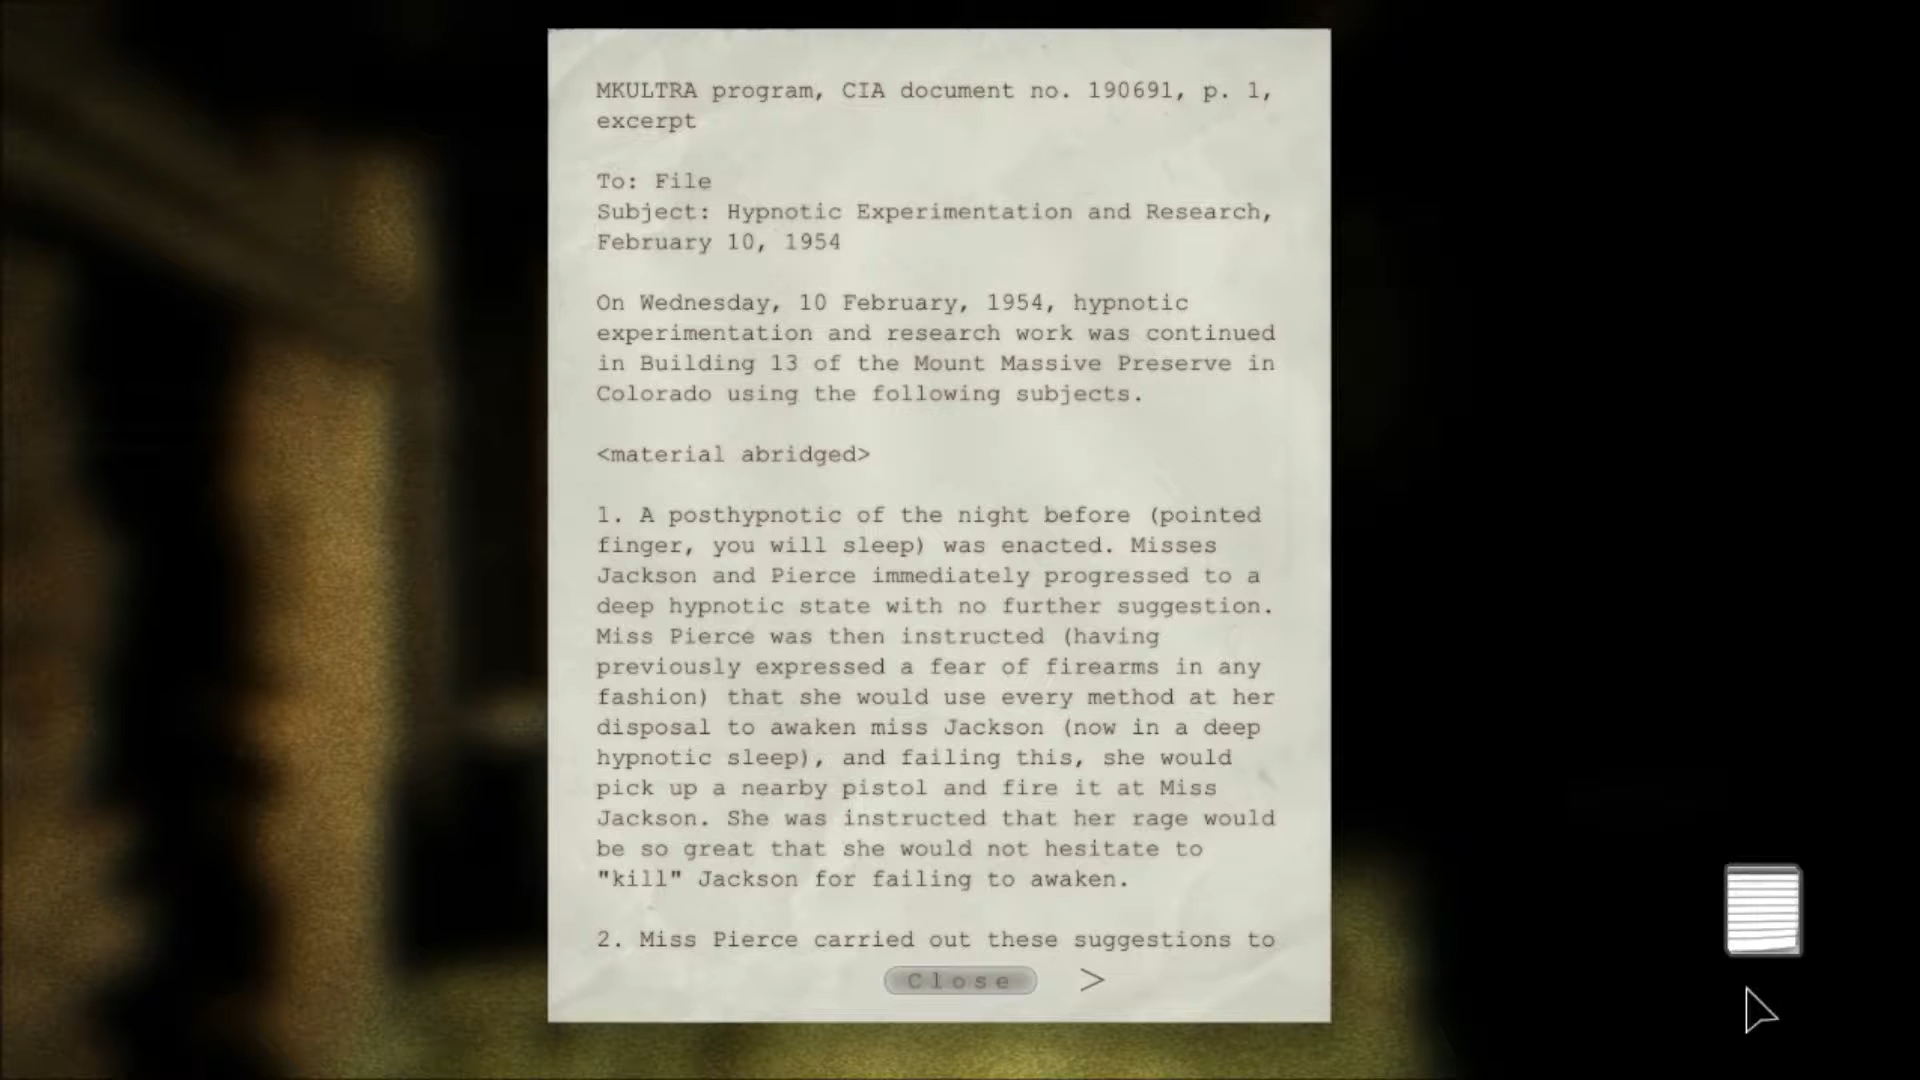 MKULTRA program, CIA document no. 190691, p. 1,
excerpt
To: File
Subject: Hypnotic Experimentation and Research,
February 10, 1954
On Wednesday, 10 February, 1954, hypnotic
experimentation and research work was continued
in Building 13 of the Mount Massive Preserve in
Colorado using the following subjects.
<material abridged>
1. A posthypnotic of the night before (pointed
finger, you will sleep) was enacted. Misses
Jackson and Pierce immediately progressed to a
deep hypnotic state with no further suggestion.
Miss Pierce was then instructed (having
previously expressed a fear of firearms in any
fashion) that she would use every method at her
disposal to awaken miss Jackson (now in a deep
hypnotic sleep), and failing this, she would
pick up a nearby pistol and fire it at Miss
Jackson. She was instructed that her rage would
be so great that she would not hesitate to
"kill" Jackson for failing to awaken.
2. Miss Pierce carried out these suggestions to
Close >